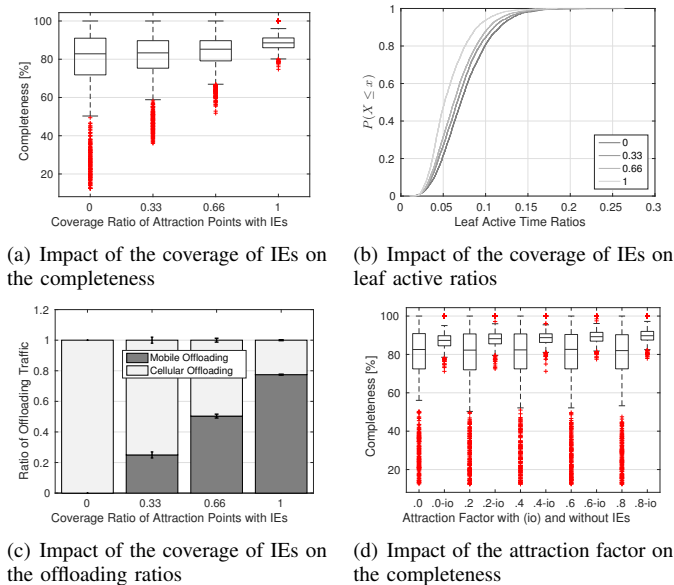 100
80
60
40
20
Completeness [%]
0 0.33 0.66 1
Coverage Ratio of Attraction Points with IEs
(a) Impact of the coverage of IEs on
the completeness
1
0.8
0.6
0.4
0.2
0
P(X ≤ x)
0
0.33
0.66
1
0.05 0.1 0.15 0.2 0.25 0.3
Leaf Active Time Ratios
(b) Impact of the coverage of IEs on
leaf active ratios
1.2
1
0.8
0.6
0.4
0.2
0
Ratio of Offloading Traffic
Mobile Offloading
Cellular Offloading
0 0.33 0.66 1
Coverage Ratio of Attraction Points with IEs
(c) Impact of the coverage of IEs on
the offloading ratios
100
80
60
40
20
Completeness [%]
.0 .0-io .2 .2-io .4 .4-io .6 .6-io .8 .8-io
Attraction Factor with (io) and without IEs
(d) Impact of the attraction factor on
the completeness